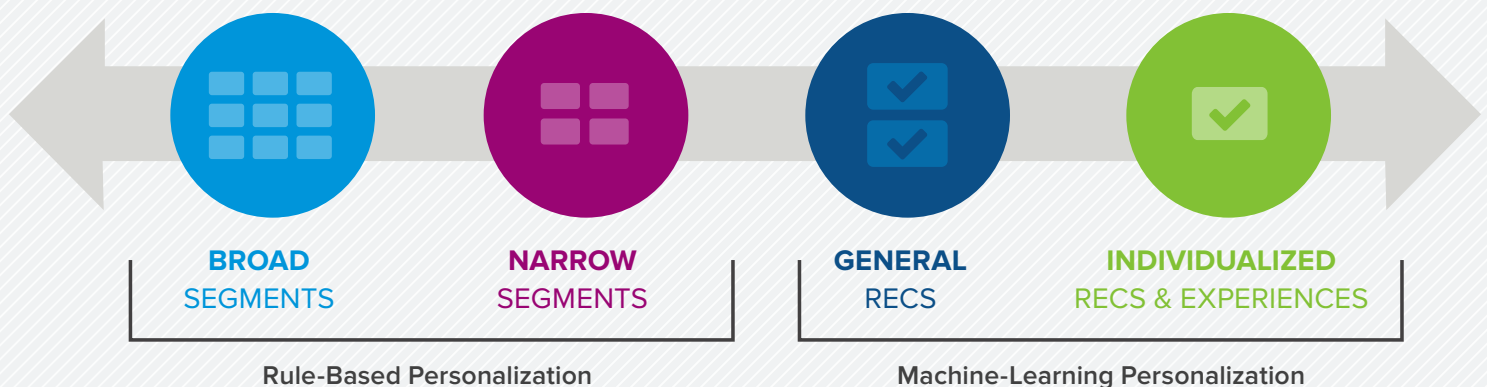 BROAD
SEGMENTS
NARROW
SEGMENTS
GENERAL
RECS
INDIVIDUALIZED
RECS & EXPERIENCES
Rule-Based Personalization
Machine-Learning Personalization